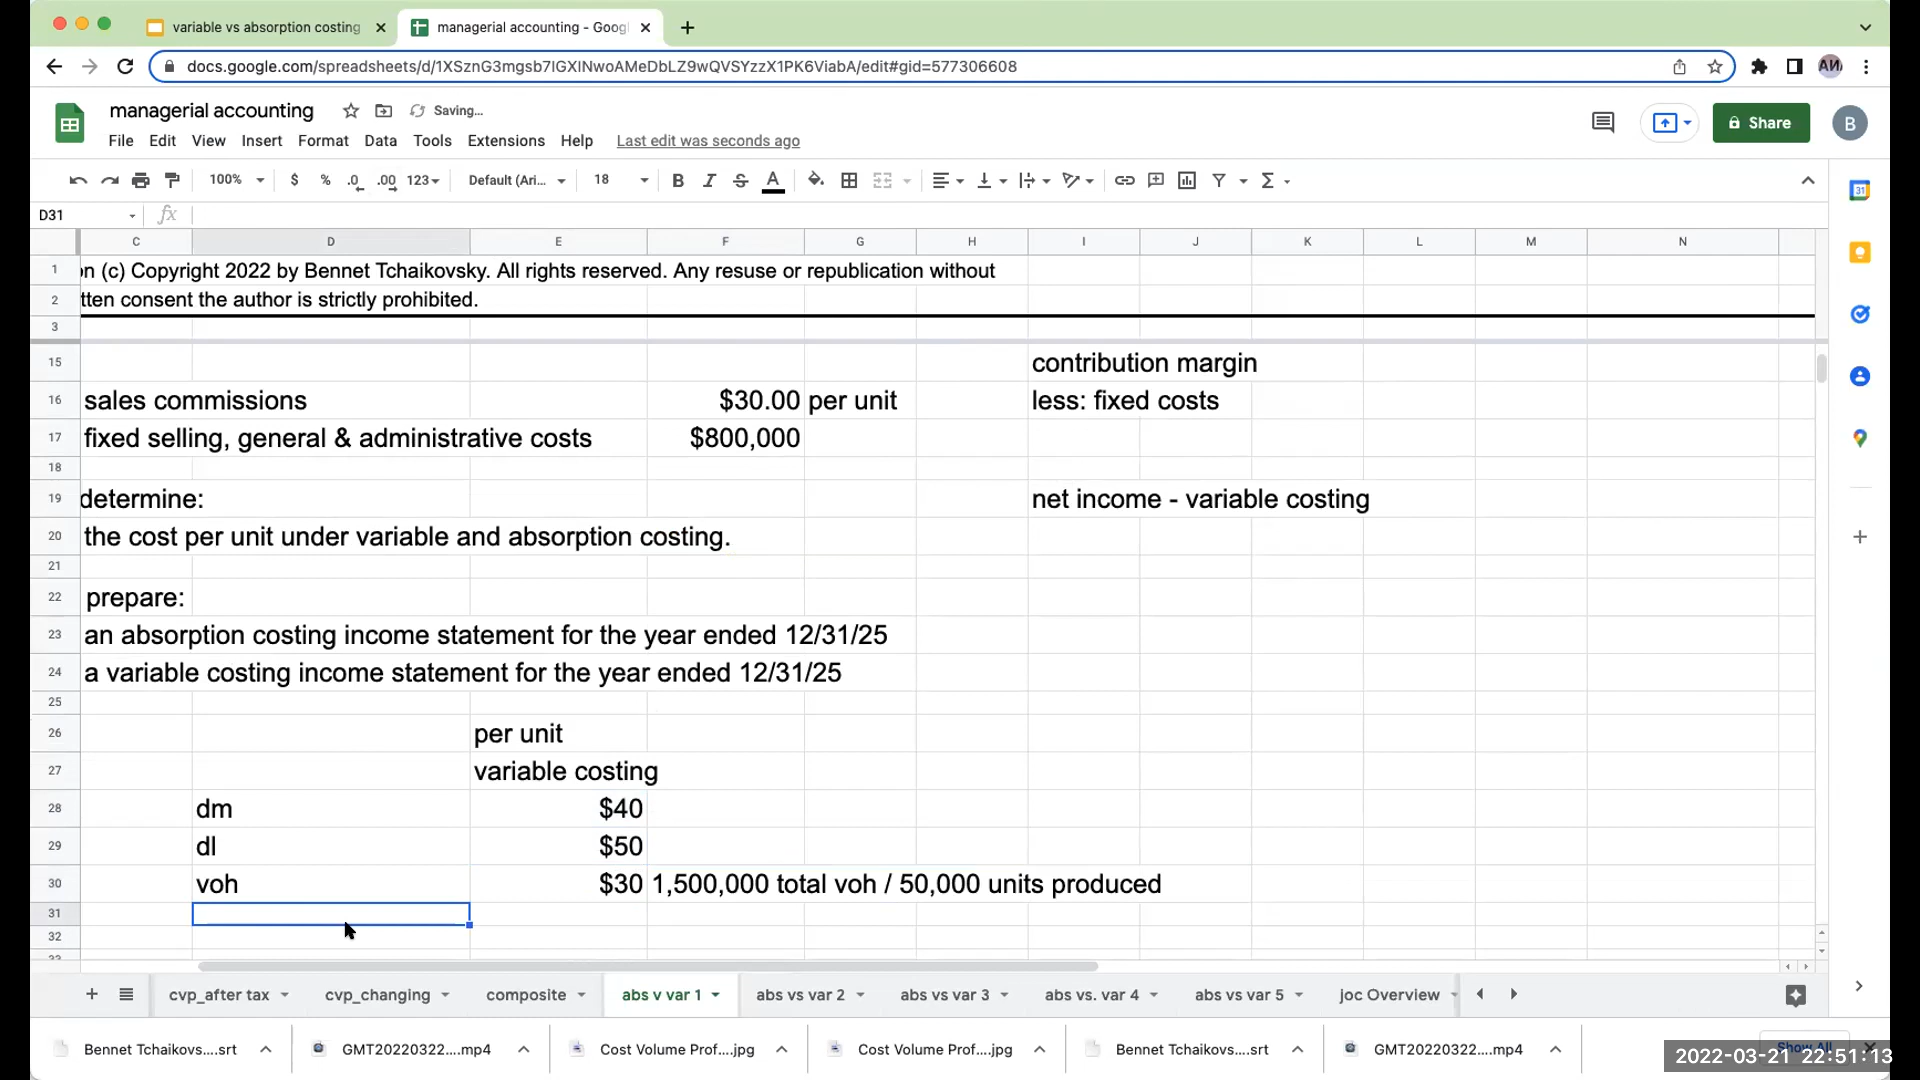 variable vs absorption costing
managerial accounting - Goog
docs.google.com/spreadsheets/d/1XSznG3mgsb7lGXlNwoAMeDbLZ9wQVSYzzX1PK6ViabA/edit#gid=577306608
managerial accounting Saving...
File Edit View Insert Format Data Tools Extensions Help Last edit was seconds ago
Share
B
100% $ % .0 .00 123 Default (Ari... 18 B I S A
D31 fx
C D E F G H I J K L M N
1 on (c) Copyright 2022 by Bennet Tchaikovsky. All rights reserved. Any resuse or republication without
2 tten consent the author is strictly prohibited.
3
15 contribution margin
16 sales commissions $30.00 per unit less: fixed costs
17 fixed selling, general & administrative costs $800,000
18
19 determine: net income - variable costing
20 the cost per unit under variable and absorption costing.
21
22 prepare:
23 an absorption costing income statement for the year ended 12/31/25
24 a variable costing income statement for the year ended 12/31/25
25
26 per unit
27 variable costing
28 dm $40
29 dl $50
30 voh $30 1,500,000 total voh / 50,000 units produced
31
32
33
cvp_after tax cvp_changing composite abs v var 1 abs vs var 2 abs vs var 3 abs vs. var 4 abs vs var 5 joc Overview
Bennet Tchaikovs....srt GMT20220322....mp4 Cost Volume Prof....jpg Cost Volume Prof....jpg Bennet Tchaikovs....srt GMT20220322....mp4 Show All
2022-03-21 22:51:13